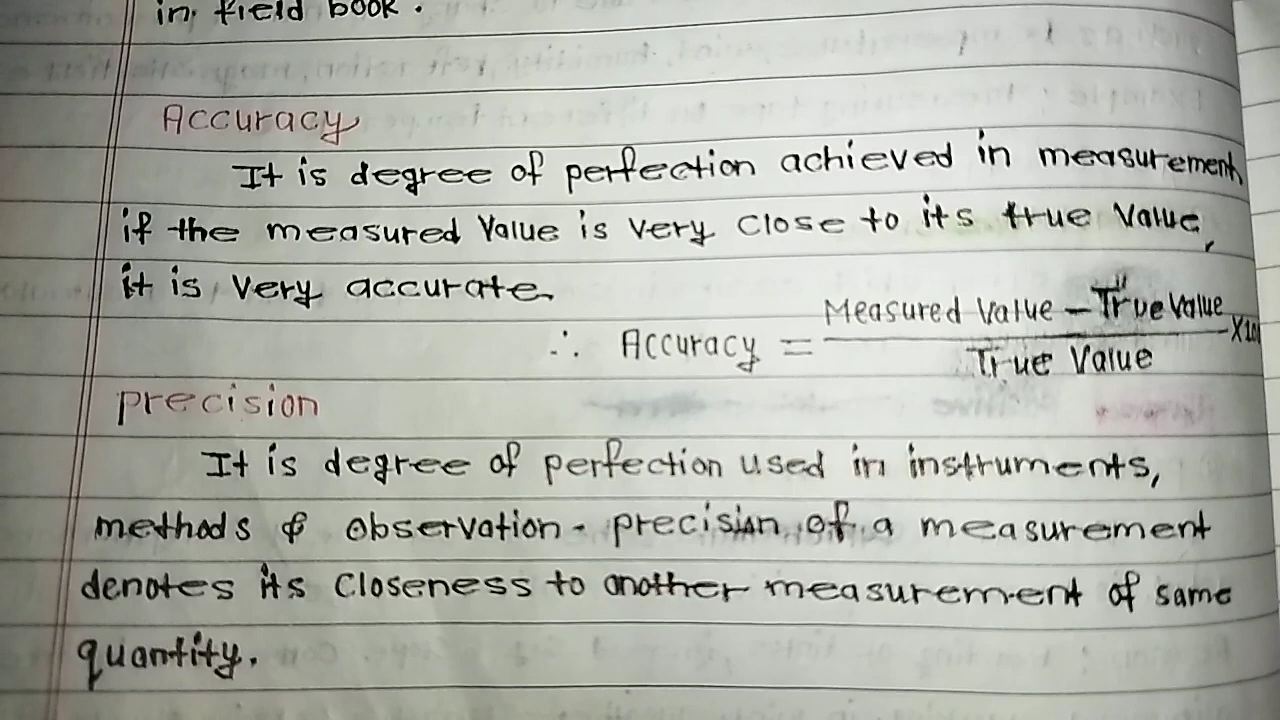 in field book.
Accuracy
It is degree of perfection achieved in measurement
if the measured Value is very close to its true Value,
it is very accurate.
∴ Accuracy = Measured Value - True Value / True Value ×100
precision
It is degree of perfection used in instruments,
methods & observation. precision of a measurement
denotes its closeness to another measurement of same
quantity.